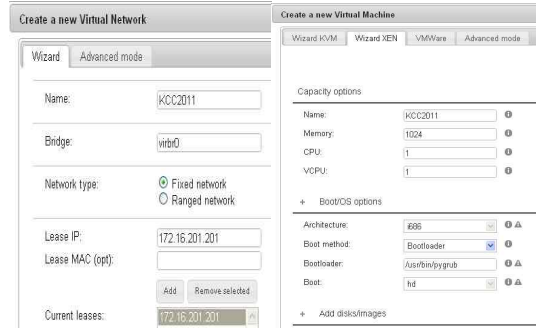 Create a new Virtual Network
Wizard Advanced mode
Name: KCC2011
Bridge: virbr0
Network type: Fixed network
Ranged network
Lease IP: 172.16.201.201
Lease MAC (opt):
Add Remove selected
Current leases: 172.16.201.201
Create a new Virtual Machine
Wizard KVM Wizard XEN VMWare Advanced mode
Capacity options
Name: KCC2011
Memory: 1024
CPU: 1
VCPU: 1
+ Boot/OS options
Architecture: i686
Boot method: Bootloader
Bootloader: /usr/bin/pygrub
Boot: hd
+ Add disks/images